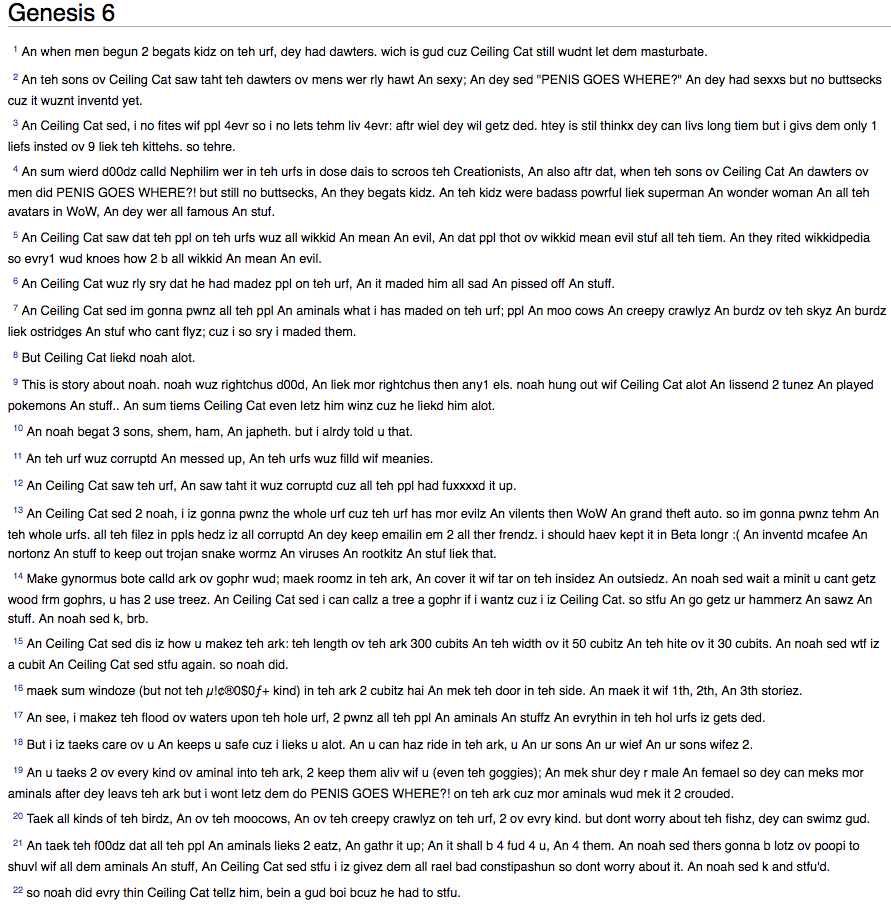 Genesis 6
1 An when men begun 2 begats kidz on teh urf, dey had dawters. wich is gud cuz Ceiling Cat still wudnt let dem masturbate.
2 An teh sons ov Ceiling Cat saw taht teh dawters ov mens wer rly hawt An sexy; An dey sed "PENIS GOES WHERE?" An dey had sexxs but no buttsecks
cuz it wuznt inventd yet.
3 An Ceiling Cat sed, i no fites wif ppl 4evr so i no lets tehm liv 4evr: aftr wiel dey wil getz ded. htey is stil thinkx dey can livs long tiem but i givs dem only 1
liefs insted ov 9 liek teh kittehs. so tehre.
4 An sum wierd d00dz calld Nephilim wer in teh urfs in dose dais to scroos teh Creationists, An also aftr dat, when teh sons ov Ceiling Cat An dawters ov
men did PENIS GOES WHERE?! but still no buttsecks, An they begats kidz. An teh kidz were badass powrful liek superman An wonder woman An all teh
avatars in WoW, An dey wer all famous An stuf.
5 An Ceiling Cat saw dat teh ppl on teh urfs wuz all wikkid An mean An evil, An dat ppl thot ov wikkid mean evil stuf all teh tiem. An they rited wikkidpedia
so evry1 wud knoes how 2 b all wikkid An mean An evil.
6 An Ceiling Cat wuz rly sry dat he had madez ppl on teh urf, An it maded him all sad An pissed off An stuff.
7 An Ceiling Cat sed im gonna pwnz all teh ppl An aminals what i has maded on teh urf; ppl An moo cows An creepy crawlyz An burdz ov teh skyz An burdz
liek ostridges An stuf who cant flyz; cuz i so sry i maded them.
8 But Ceiling Cat liekd noah alot.
9 This is story about noah. noah wuz rightchus d00d, An liek mor rightchus then any1 els. noah hung out wif Ceiling Cat alot An lissend 2 tunez An played
pokemons An stuff.. An sum tiems Ceiling Cat even letz him winz cuz he liekd him alot.
10 An noah begat 3 sons, shem, ham, An japheth. but i alrdy told u that.
11 An teh urf wuz corruptd An messed up, An teh urfs wuz filld wif meanies.
12 An Ceiling Cat saw teh urf, An saw taht it wuz corruptd cuz all teh ppl had fuxxxxd it up.
13 An Ceiling Cat sed 2 noah, i iz gonna pwnz the whole urf cuz teh urf has mor evilz An vilents then WoW An grand theft auto. so im gonna pwnz tehm An
teh whole urfs. all teh filez in ppls hedz iz all corruptd An dey keep emailin em 2 all ther frendz. i should haev kept it in Beta longr :( An inventd mcafee An
nortonz An stuff to keep out trojan snake wormz An viruses An rootkitz An stuf liek that.
14 Make gynormus bote calld ark ov gophr wud; maek roomz in teh ark, An cover it wif tar on teh insidez An outsiedz. An noah sed wait a minit u cant getz
wood frm gophrs, u has 2 use treez. An Ceiling Cat sed i can callz a tree a gophr if i wantz cuz i iz Ceiling Cat. so stfu An go getz ur hammerz An sawz An
stuff. An noah sed k, brb.
15 An Ceiling Cat sed dis iz how u makez teh ark: teh length ov teh ark 300 cubits An teh width ov it 50 cubitz An teh hite ov it 30 cubits. An noah sed wtf iz
a cubit An Ceiling Cat sed stfu again. so noah did.
16 maek sum windoze (but not teh µ!¢®0$0ƒ+ kind) in teh ark 2 cubitz hai An mek teh door in teh side. An maek it wif 1th, 2th, An 3th storiez.
17 An see, i makez teh flood ov waters upon teh hole urf, 2 pwnz all teh ppl An aminals An stuffz An evrythin in teh hol urfs iz gets ded.
18 But i iz taeks care ov u An keeps u safe cuz i lieks u alot. An u can haz ride in teh ark, u An ur sons An ur wief An ur sons wifez 2.
19 An u taeks 2 ov every kind ov aminal into teh ark, 2 keep them aliv wif u (even teh goggies); An mek shur dey r male An femael so dey can meks mor
aminals after dey leavs teh ark but i wont letz dem do PENIS GOES WHERE?! on teh ark cuz mor aminals wud mek it 2 crouded.
20 Taek all kinds of teh birdz, An ov teh moocows, An ov teh creepy crawlyz on teh urf, 2 ov evry kind. but dont worry about teh fishz, dey can swimz gud.
21 An taek teh f00dz dat all teh ppl An aminals lieks 2 eatz, An gathr it up; An it shall b 4 fud 4 u, An 4 them. An noah sed thers gonna b lotz ov poopi to
shuvl wif all dem aminals An stuff, An Ceiling Cat sed stfu i iz givez dem all rael bad constipashun so dont worry about it. An noah sed k and stfu'd.
22 so noah did evry thin Ceiling Cat tellz him, bein a gud boi bcuz he had to stfu.